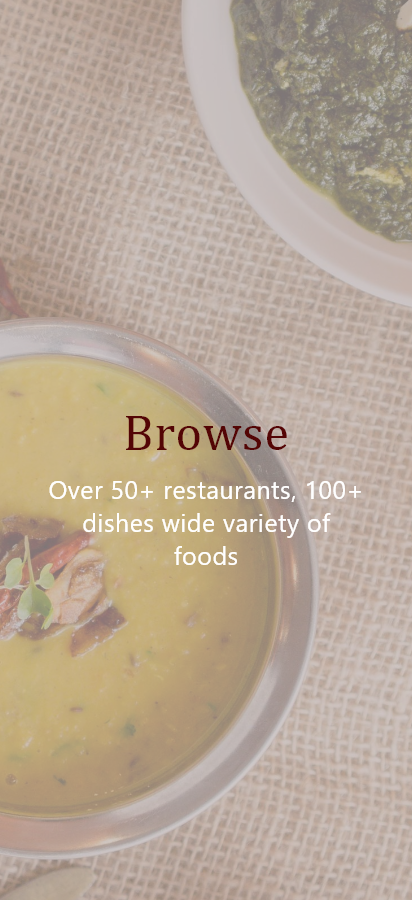 Browse
Over 50+ restaurants, 100+
dishes wide variety of
foods